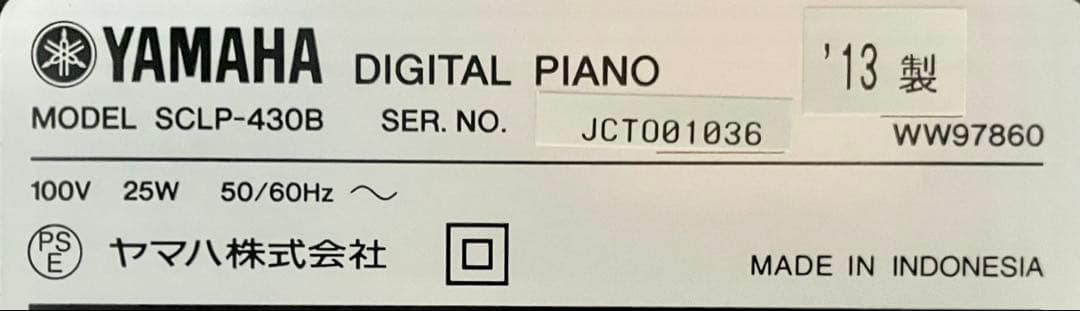 YAMAHA DIGITAL PIANO '13 製
MODEL SCLP-430B SER. NO. JCT001036 WW97860
100V 25W 50/60Hz ～
PSE ヤマハ株式会社 MADE IN INDONESIA